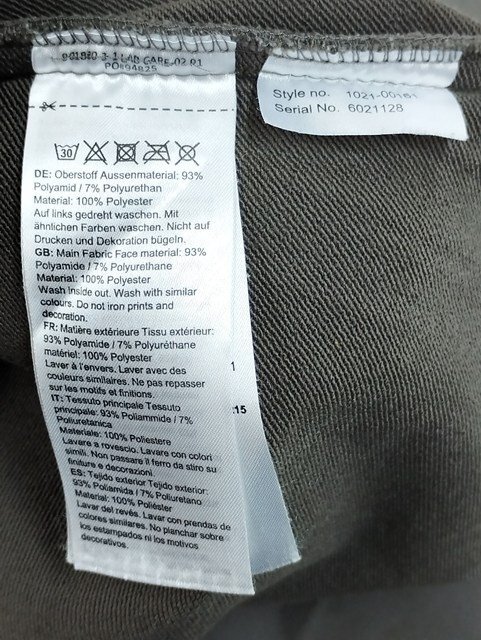 PO694825
Style no. 1021-00161
Serial No. 6021128
30
DE: Oberstoff Aussenmaterial: 93%
Polyamid / 7% Polyurethan
Material: 100% Polyester
Auf links gedreht waschen. Mit
ähnlichen Farben waschen. Nicht auf
Drucken und Dekoration bügeln.
GB: Main Fabric Face material: 93%
Polyamide / 7% Polyurethane
Material: 100% Polyester
Wash Inside out. Wash with similar
colours. Do not iron prints and
decoration.
FR: Matière extérieure Tissu extérieur:
93% Polyamide / 7% Polyuréthane
matériel: 100% Polyester
Laver à l'envers. Laver avec des
couleurs similaires. Ne pas repasser
sur les motifs et finitions.
IT: Tessuto principale Tessuto
principale: 93% Poliammide / 7%
Poliuretanica
Materiale: 100% Poliestere
Lavare a rovescio. Lavare con colori
simili. Non passare il ferro da stiro su
finiture e decorazioni
ES: Tejido exterior Tejido exterior:
93% Poliamida / 7% Poliuretano
Material: 100% Poliéster
Lavar del revés. Lavar con prendas de
colores similares. No planchar sobre
los estampados ni los motivos
decorativos.
1
:15